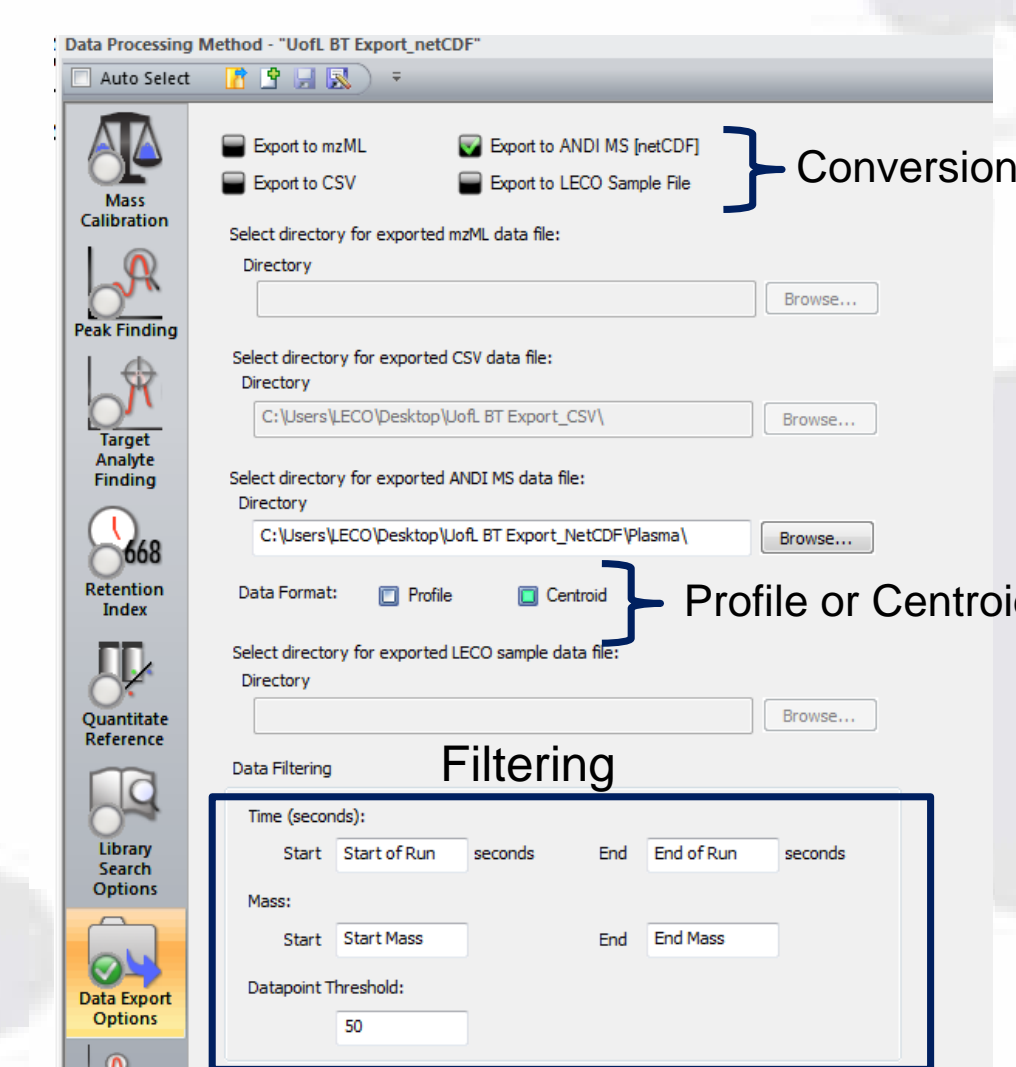 Data Processing Method - "UofL BT Export_netCDF"
Auto Select
Mass
Calibration
Peak Finding
Target
Analyte
Finding
668
Retention
Index
Quantitate
Reference
Library
Search
Options
Data Export
Options
Export to mzML
Export to ANDI MS [netCDF]
Export to CSV
Export to LECO Sample File
Conversion
Select directory for exported mzML data file:
Directory
Browse...
Select directory for exported CSV data file:
Directory
C:\Users\LECO\Desktop\UofL BT Export_CSV\
Browse...
Select directory for exported ANDI MS data file:
Directory
C:\Users\LECO\Desktop\UofL BT Export_NetCDF\Plasma\
Browse...
Data Format:
Profile
Centroid
Profile or Centroi
Select directory for exported LECO sample data file:
Directory
Browse...
Filtering
Data Filtering
Time (seconds):
Start Start of Run seconds End End of Run seconds
Mass:
Start Start Mass End End Mass
Datapoint Threshold:
50